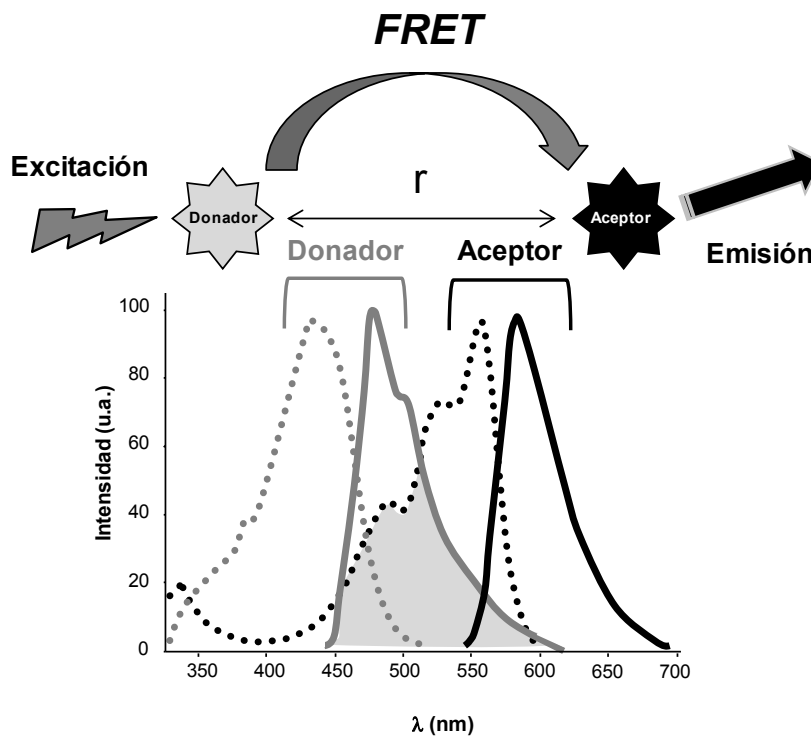 FRET
Excitación
r
Donador
Aceptor
Emisión
Donador
Aceptor
Intensidad (u.a.)
100
80
60
40
20
0
350 400 450 500 550 600 650 700
λ (nm)